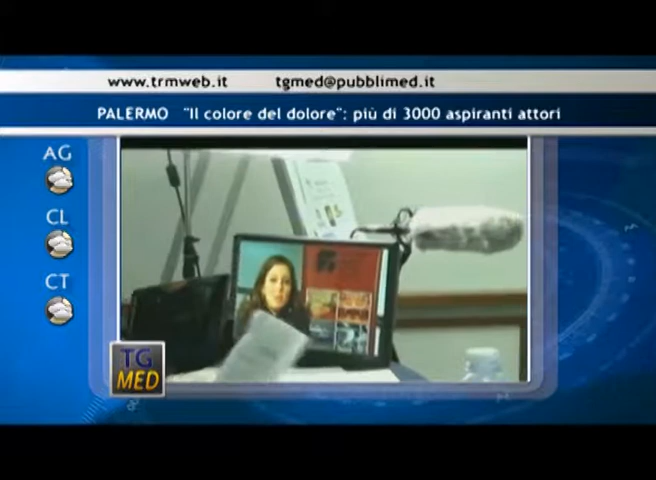 www.trmweb.it tgmed@pubblimed.it
PALERMO "Il colore del dolore": più di 3000 aspiranti attori
AG
CL
CT
TG
MED